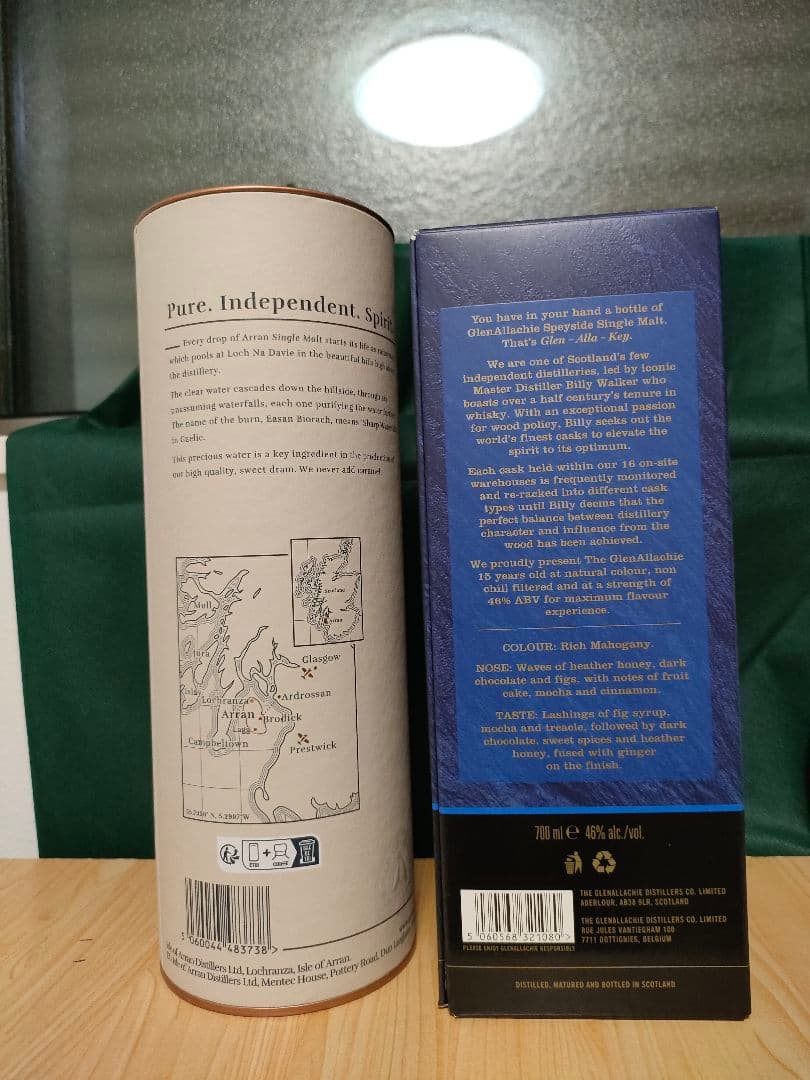 Pure. Independent. Spirit
Every drop of Arran Single Malt starts its life as
which pools at Loch Na Davie in the beautiful hills high
the distillery.
The clear water cascades down the hillside, through six
unassuming waterfalls, each one purifying the water
The name of the burn, Easan Biorach, means 'Sharp
in Gaelic.
This precious water is a key ingredient in the production of
our high quality, sweet dram. We never add caramel
Scotland
Arran
Mull
Jura
Islay
Glasgow
Lochranza
Ardrossan
Arran
Brodick
Lagg
Campbeltown
Prestwick
ÉTUI
COIFFE
5 060044 483738 >
Isle of Arran Distillers Ltd, Lochranza, Isle of Arran.
Isle of Arran Distillers Ltd, Mentec House, Pottery Road, Dun
You have in your hand a bottle of
GlenAllachie Speyside Single Malt.
That's Glen – Alla – Key.
We are one of Scotland's few
independent distilleries, led by iconic
Master Distiller Billy Walker who
boasts over a half century's tenure in
whisky. With an exceptional passion
for wood policy, Billy seeks out the
world's finest casks to elevate the
spirit to its optimum.
Each cask held within our 16 on-site
warehouses is frequently monitored
and re-racked into different cask
types until Billy deems that the
perfect balance between distillery
character and influence from the
wood has been achieved.
We proudly present The GlenAllachie
15 years old at natural colour, non
chill filtered and at a strength of
46% ABV for maximum flavour
experience.
COLOUR: Rich Mahogany.
NOSE: Waves of heather honey, dark
chocolate and figs, with notes of fruit
cake, mocha and cinnamon.
TASTE: Lashings of fig syrup,
mocha and treacle, followed by dark
chocolate, sweet spices and heather
honey, fused with ginger
on the finish.
700 ml ℮ 46% alc./vol.
THE GLENALLACHIE DISTILLERS CO. LIMITED
ABERLOUR, AB38 9LR, SCOTLAND
THE GLENALLACHIE DISTILLERS CO. LIMITED
RUE JULES VANTIEGHAM 100
7711 DOTTIGNIES, BELGIUM
5 060568 321080 >
PLEASE ENJOY GLENALLACHIE RESPONSIBLY
DISTILLED, MATURED AND BOTTLED IN SCOTLAND